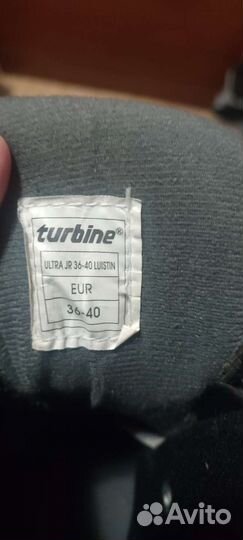 turbine®
ULTRA JR 36-40 LUISTIN
EUR
36-40
Avito